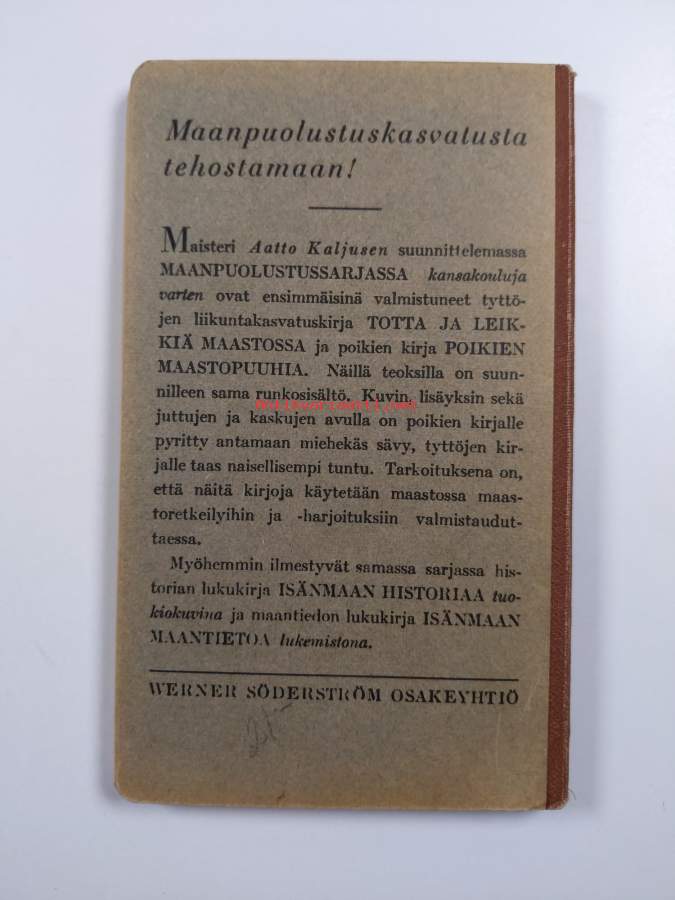 Maanpuolustuskasvatusta
tehostamaan!
Maisteri Aatto Kaljusen suunnittelemassa
MAANPUOLUSTUSSARJASSA kansakouluja
varten ovat ensimmäisinä valmistuneet tyttö-
jen liikuntakasvatuskirja TOTTA JA LEIK-
KIÄ MAASTOSSA ja poikien kirja POIKIEN
MAASTOPUUHIA. Näillä teoksilla on suun-
nilleen sama runkosisältö. Kuvin, lisäyksin sekä
juttujen ja kaskujen avulla on poikien kirjalle
pyritty antamaan miehekäs sävy, tyttöjen kir-
jalle taas naisellisempi tuntu. Tarkoituksena on,
että näitä kirjoja käytetään maastossa maas-
toretkeilyihin ja -harjoituksiin valmistaudut-
taessa.
Myöhemmin ilmestyvät samassa sarjassa his-
torian lukukirja ISÄNMAAN HISTORIAA tuo-
kiokuvina ja maantiedon lukukirja ISÄNMAAN
MAANTIETOA lukemistona.
WERNER SÖDERSTRÖM OSAKEYHTIÖ